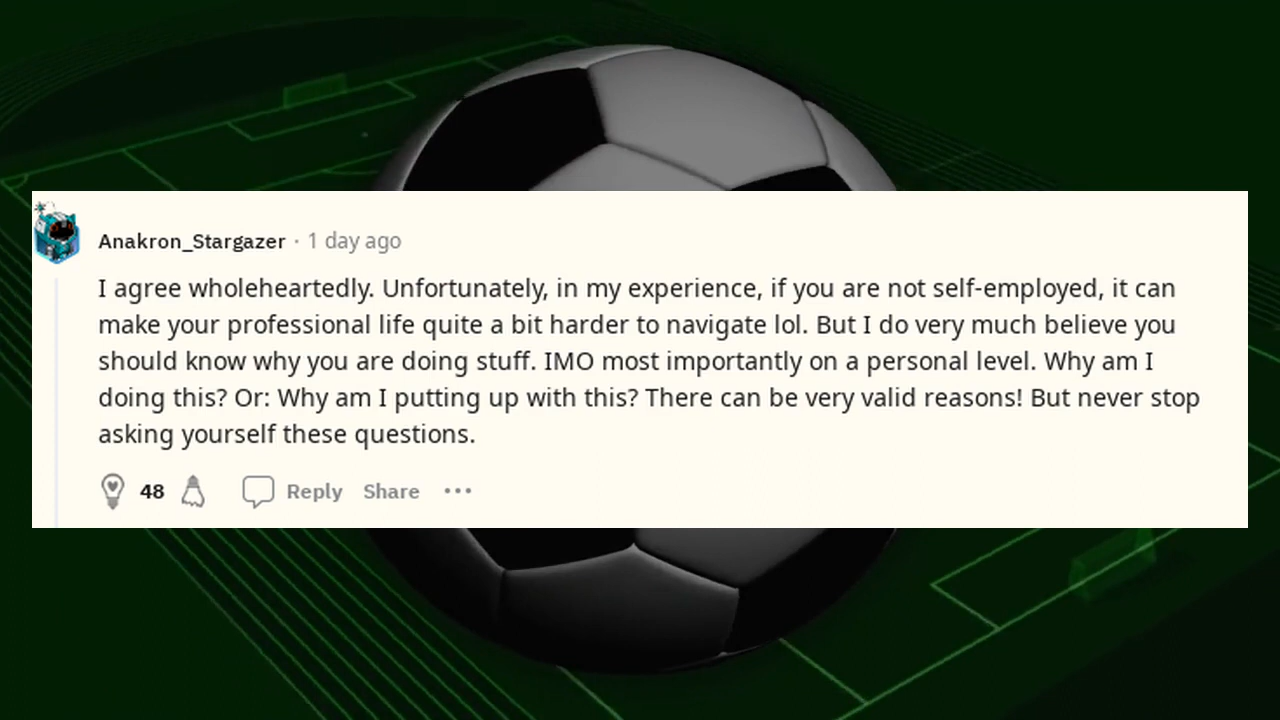 Anakron_Stargazer · 1 day ago
I agree wholeheartedly. Unfortunately, in my experience, if you are not self-employed, it can
make your professional life quite a bit harder to navigate lol. But I do very much believe you
should know why you are doing stuff. IMO most importantly on a personal level. Why am I
doing this? Or: Why am I putting up with this? There can be very valid reasons! But never stop
asking yourself these questions.
48 Reply Share ···